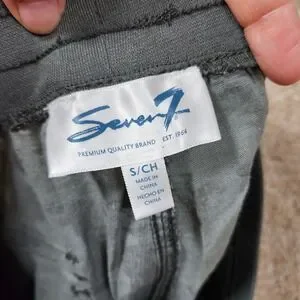 Seven7
PREMIUM QUALITY BRAND EST. 1964
S/CH
MADE IN
CHINA
HECHO EN
CHINA